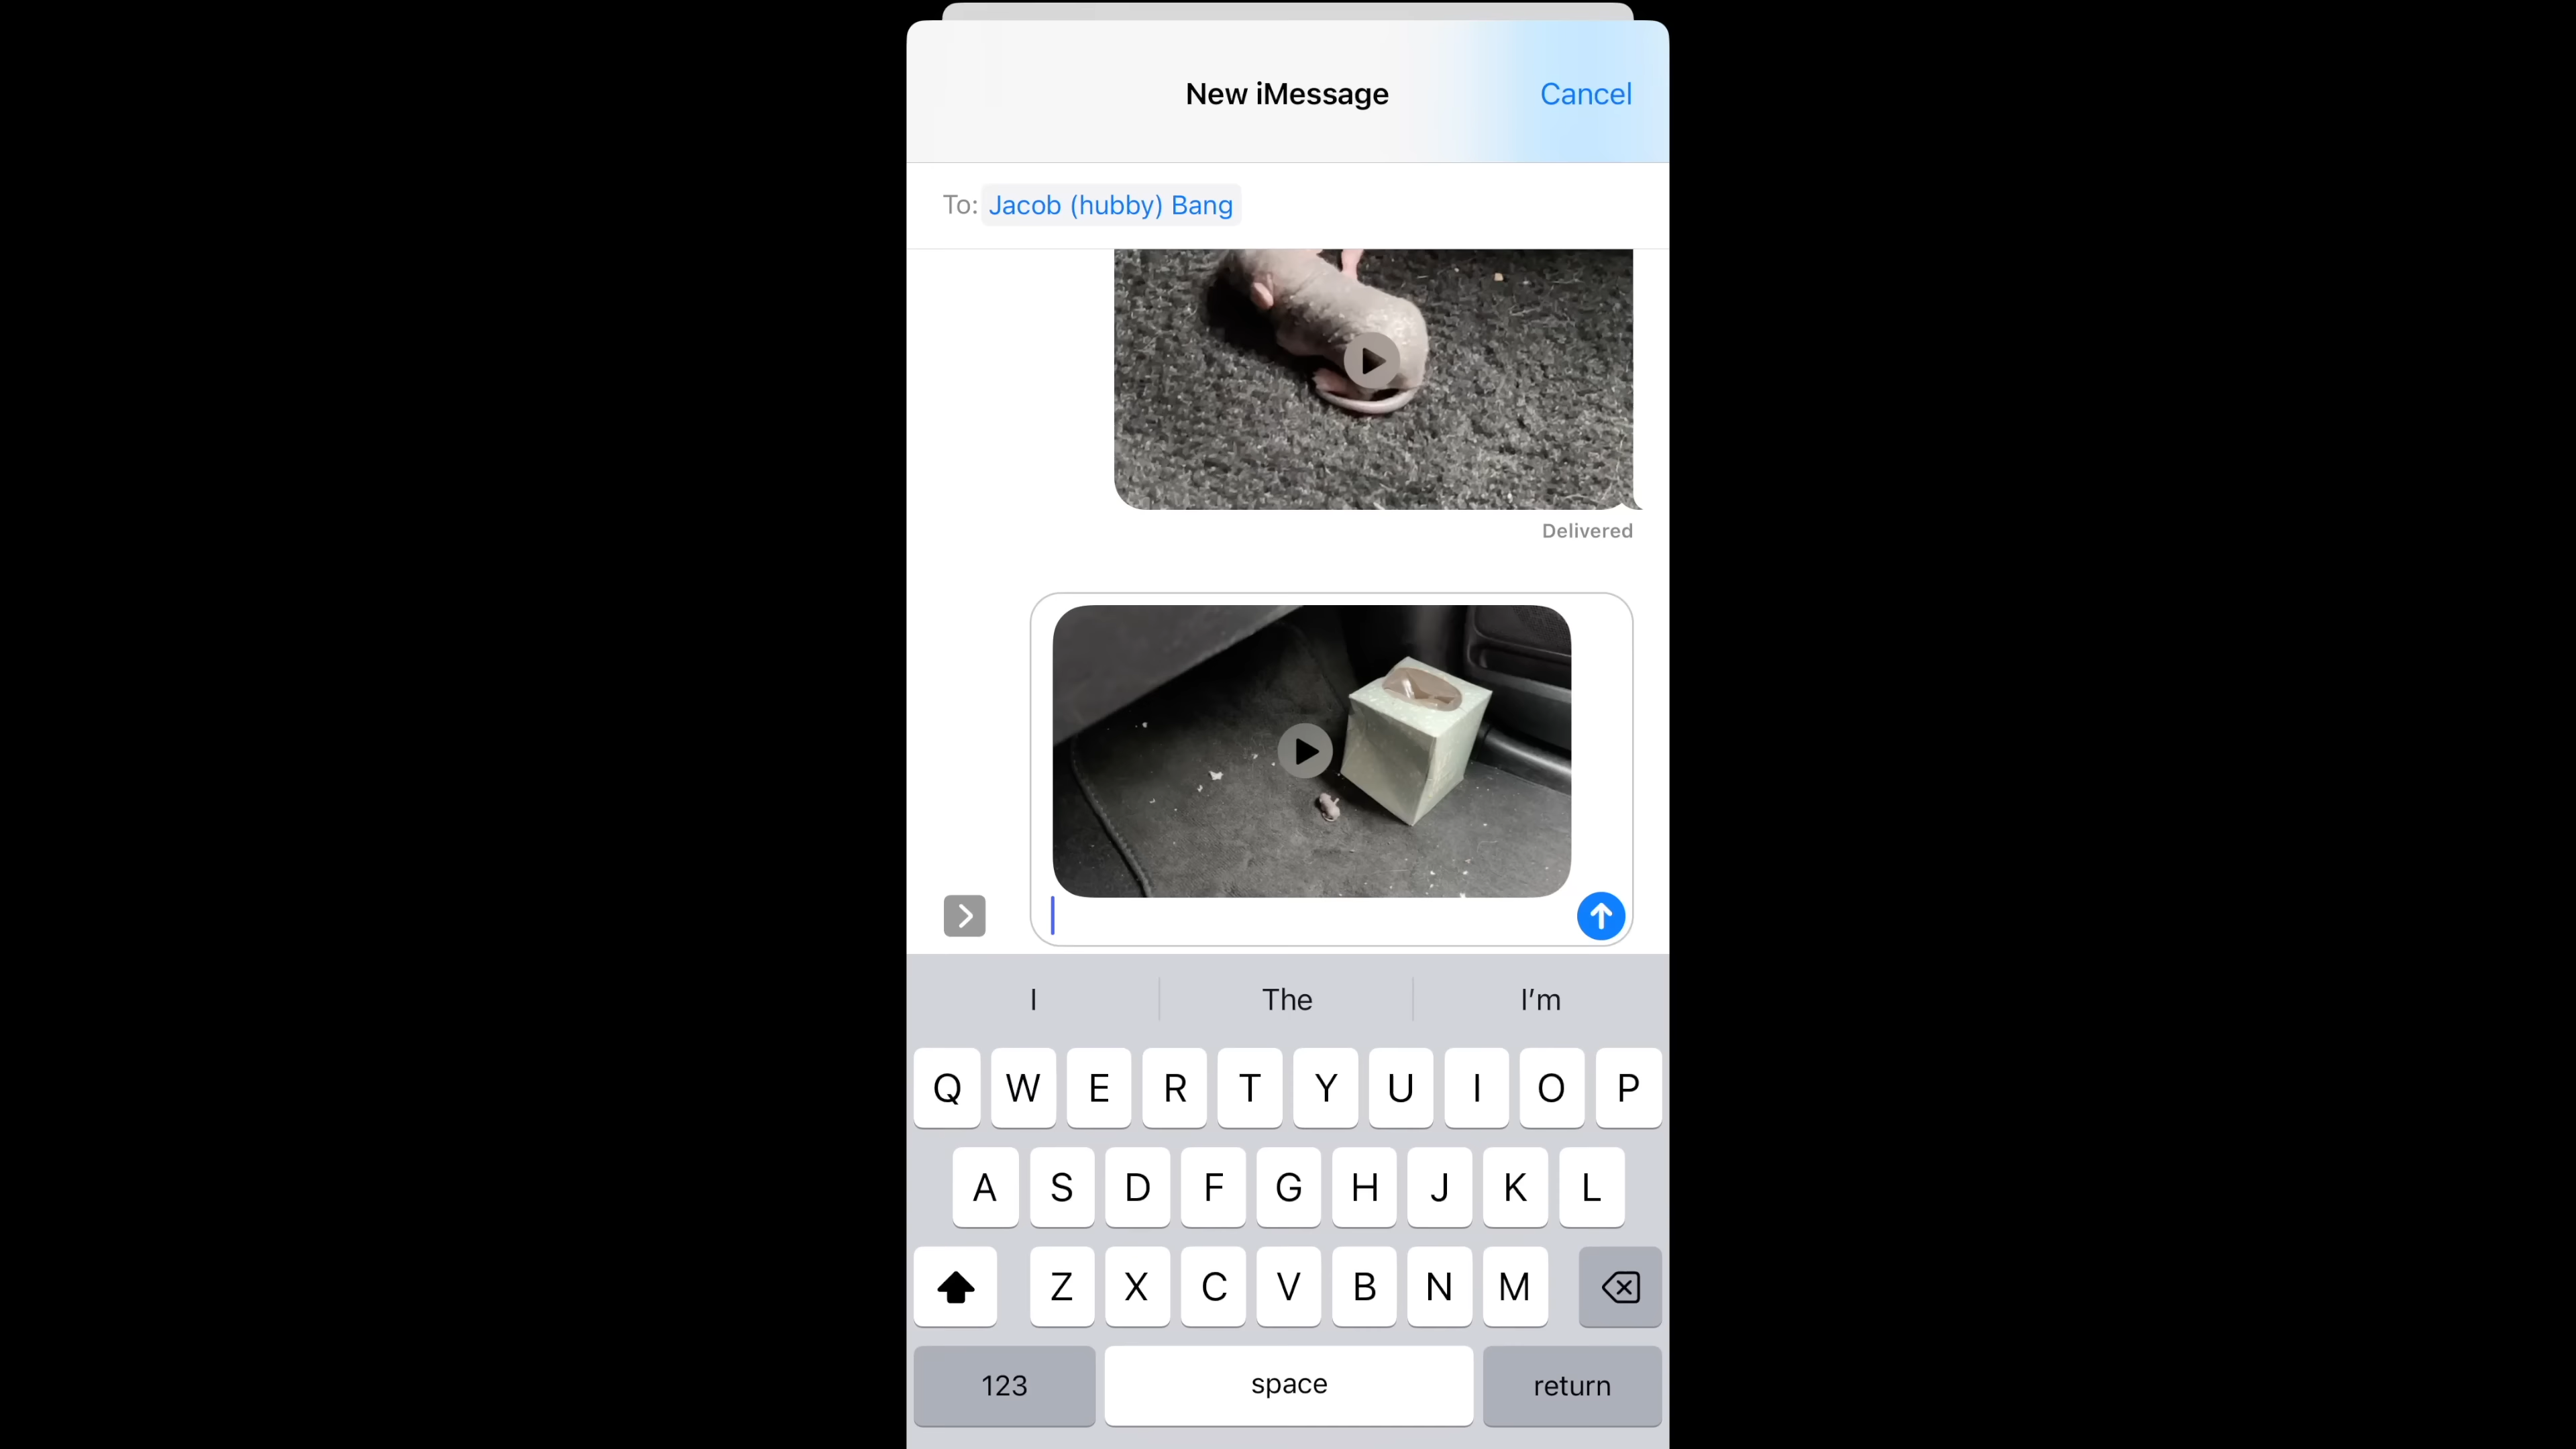 New iMessage
Cancel
To: Jacob (hubby) Bang
Delivered
I
The
I’m
Q W E R T Y U I O P
A S D F G H J K L
Z X C V B N M
123
space
return